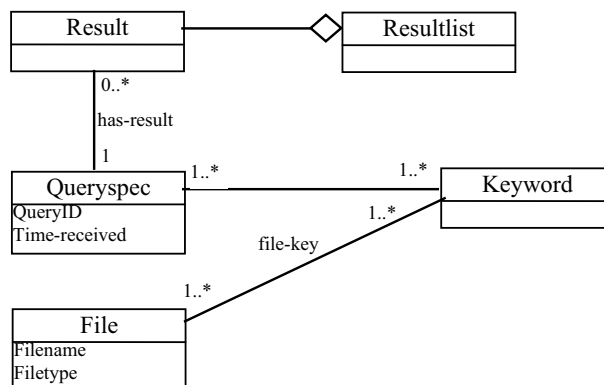 Result
Resultlist
0..*
has-result
1
1..*
1..*
Queryspec
Keyword
QueryID
Time-received
1..*
file-key
1..*
File
Filename
Filetype